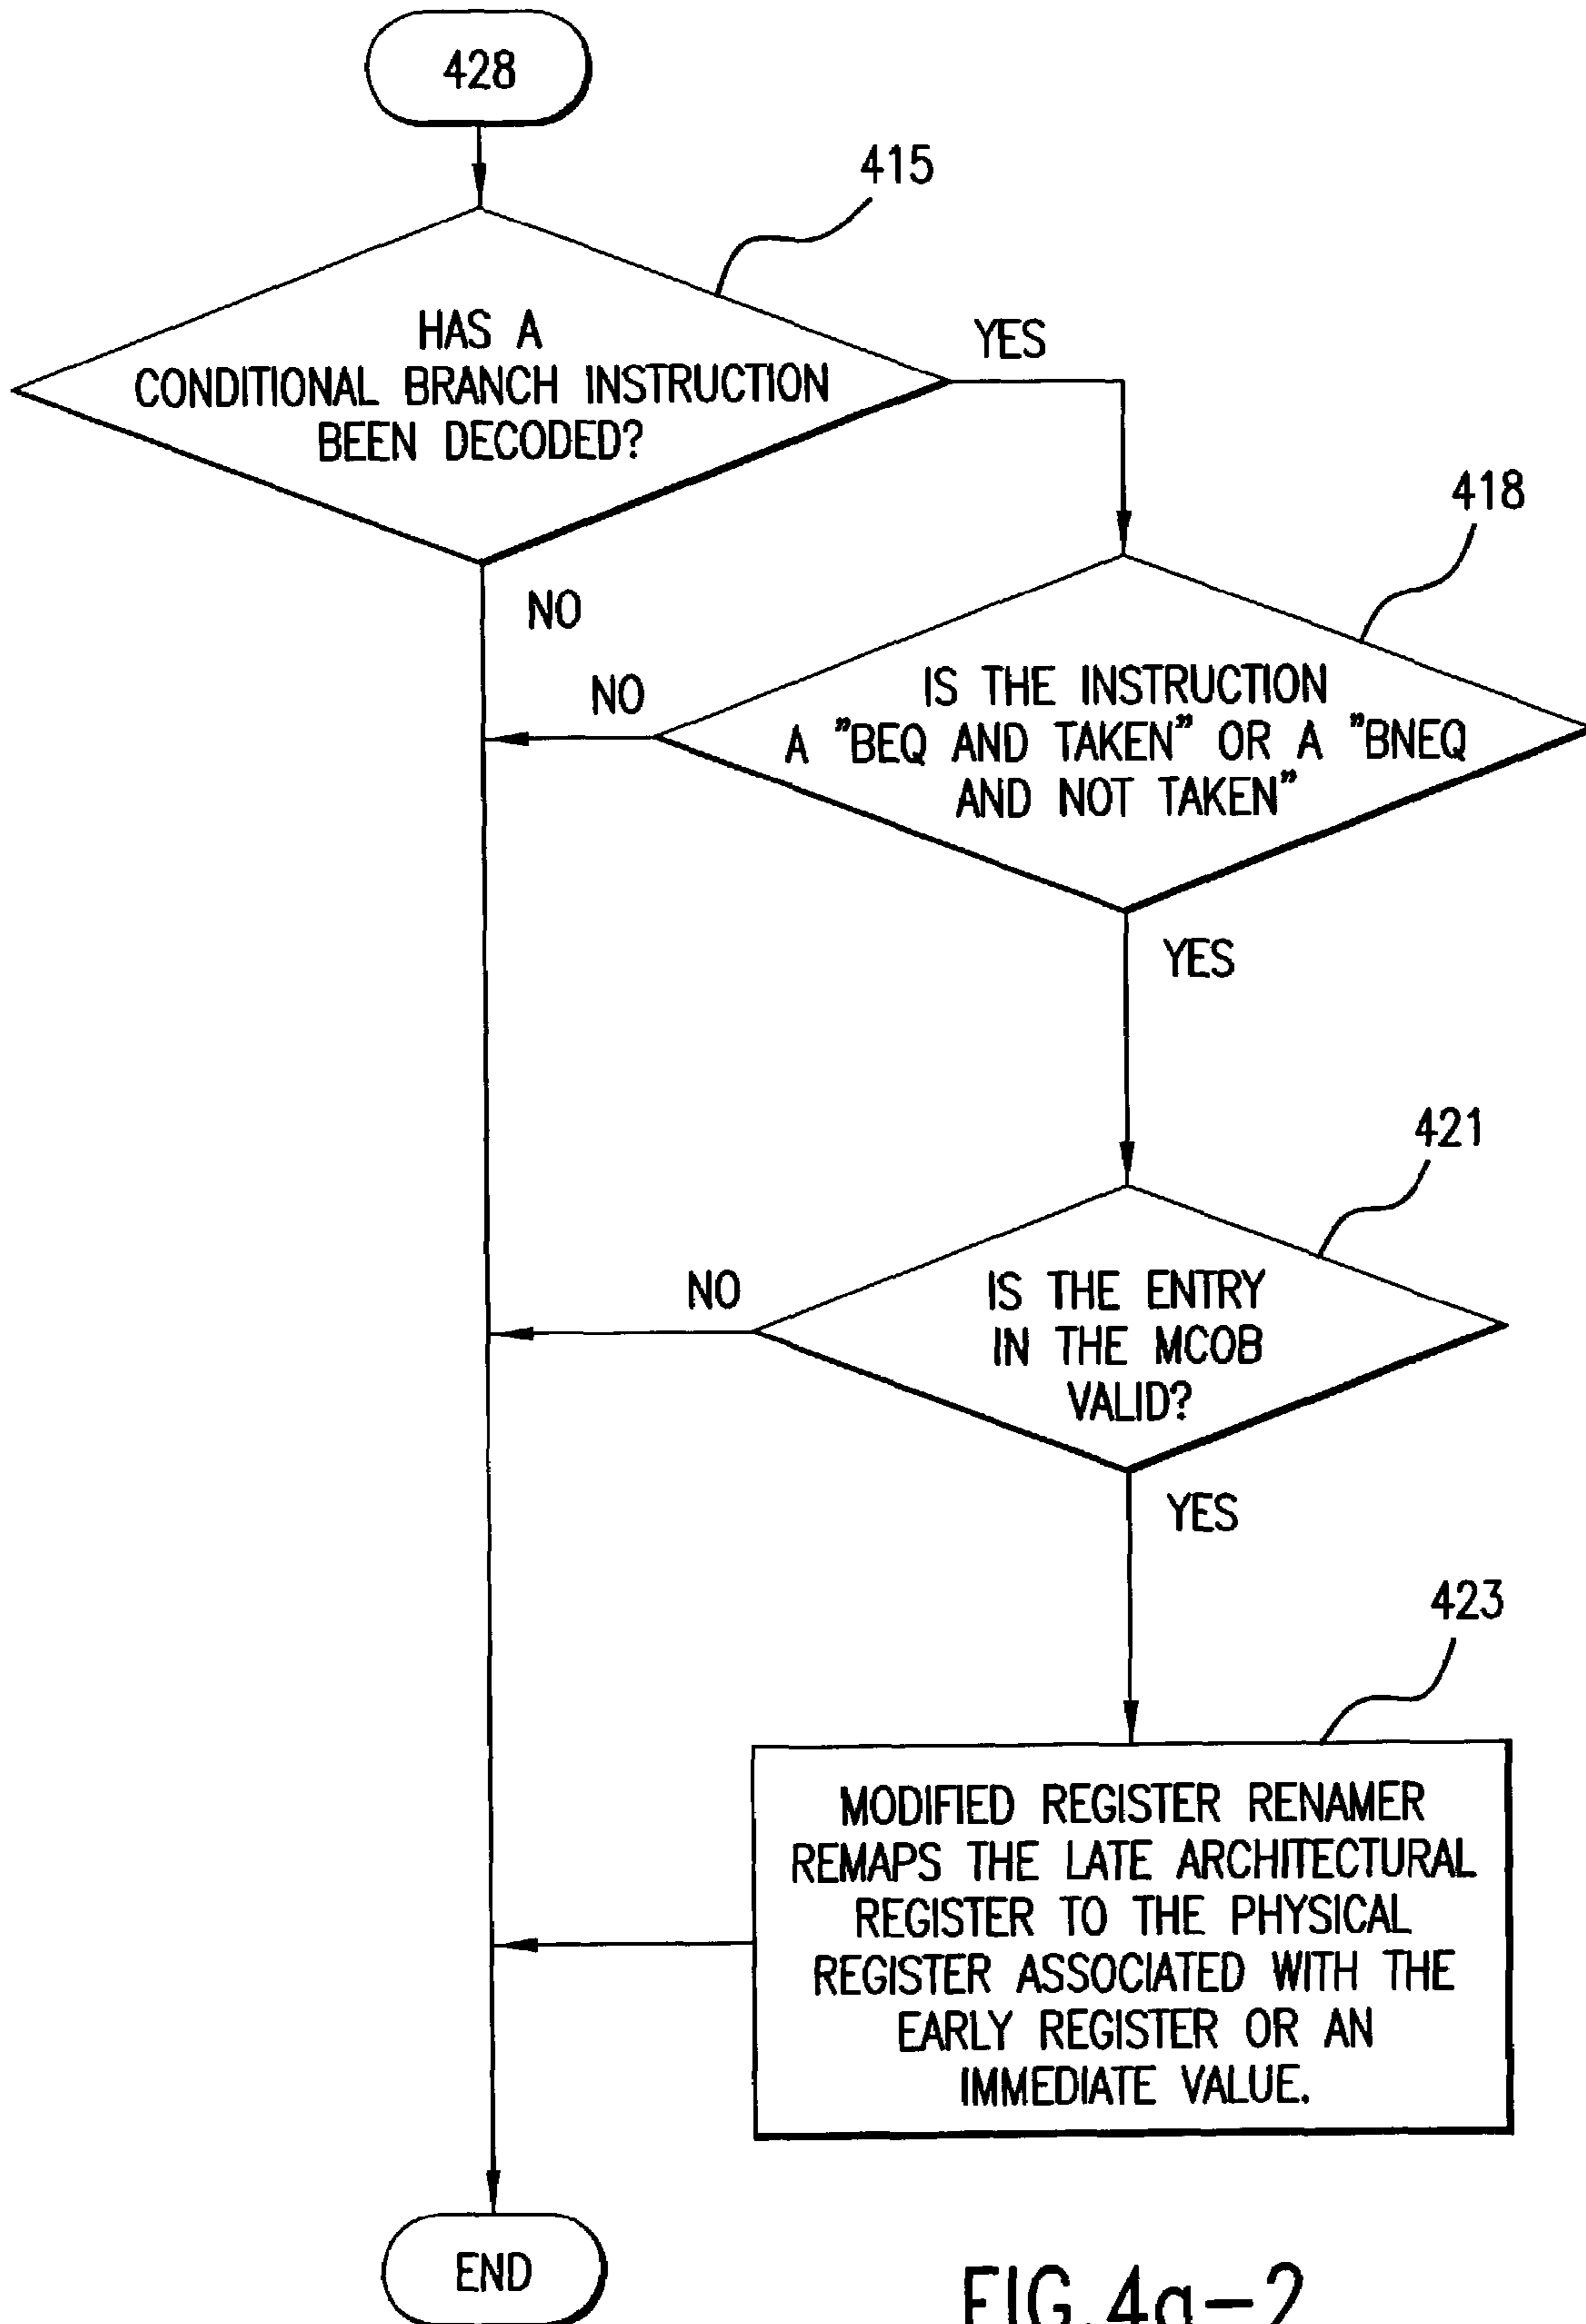 428
415
HAS A
CONDITIONAL BRANCH INSTRUCTION
BEEN DECODED?
YES
NO
418
IS THE INSTRUCTION
A "BEQ AND TAKEN" OR A "BNEQ
AND NOT TAKEN"
NO
YES
421
IS THE ENTRY
IN THE MCOB
VALID?
NO
YES
423
MODIFIED REGISTER RENAMER
REMAPS THE LATE ARCHITECTURAL
REGISTER TO THE PHYSICAL
REGISTER ASSOCIATED WITH THE
EARLY REGISTER OR AN
IMMEDIATE VALUE.
END
FIG.4a-2